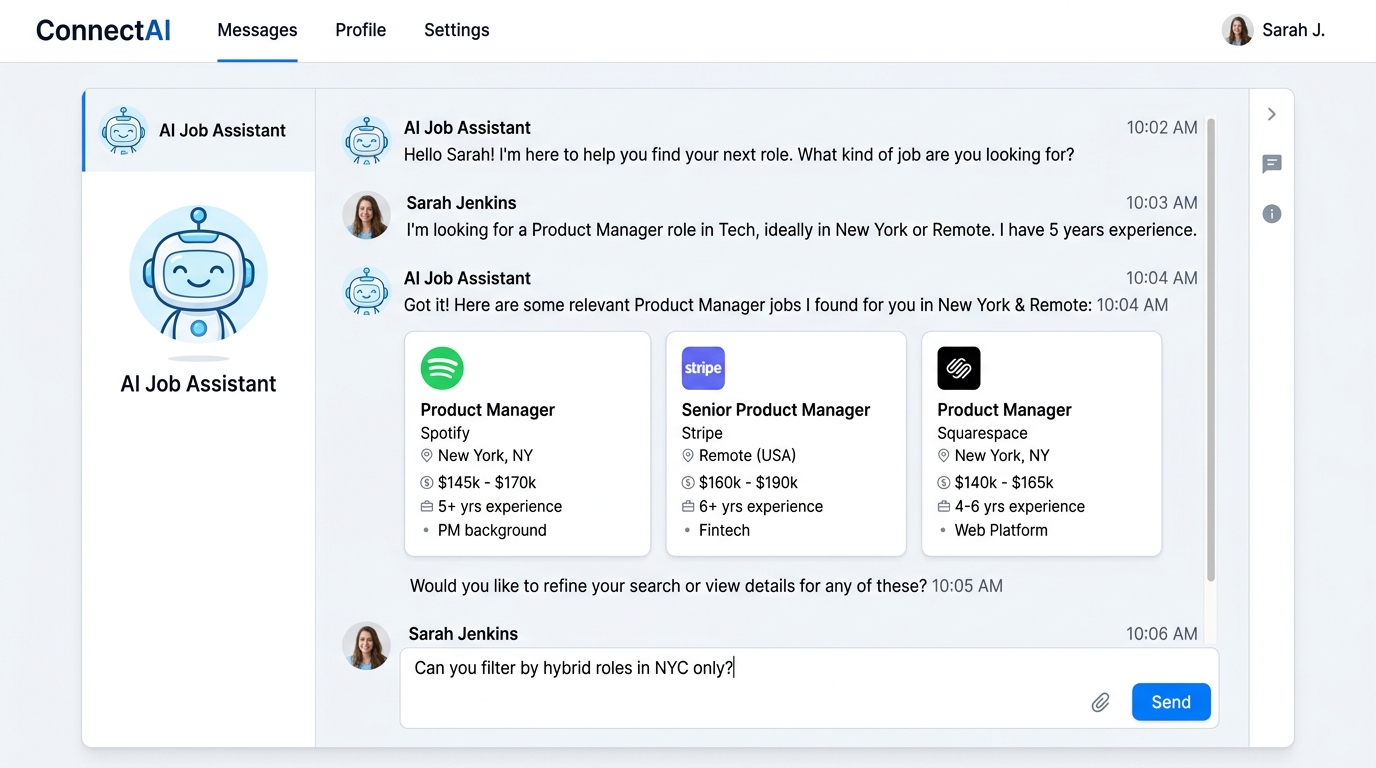 ConnectAI Messages Profile Settings Sarah J.
AI Job Assistant
AI Job Assistant
AI Job Assistant 10:02 AM
Hello Sarah! I'm here to help you find your next role. What kind of job are you looking for?
Sarah Jenkins 10:03 AM
I'm looking for a Product Manager role in Tech, ideally in New York or Remote. I have 5 years experience.
AI Job Assistant 10:04 AM
Got it! Here are some relevant Product Manager jobs I found for you in New York & Remote: 10:04 AM
Product Manager
Spotify
New York, NY
$145k - $170k
5+ yrs experience
• PM background
stripe
Senior Product Manager
Stripe
Remote (USA)
$160k - $190k
6+ yrs experience
• Fintech
Product Manager
Squarespace
New York, NY
$140k - $165k
4-6 yrs experience
• Web Platform
Would you like to refine your search or view details for any of these? 10:05 AM
Sarah Jenkins 10:06 AM
Can you filter by hybrid roles in NYC only?
Send